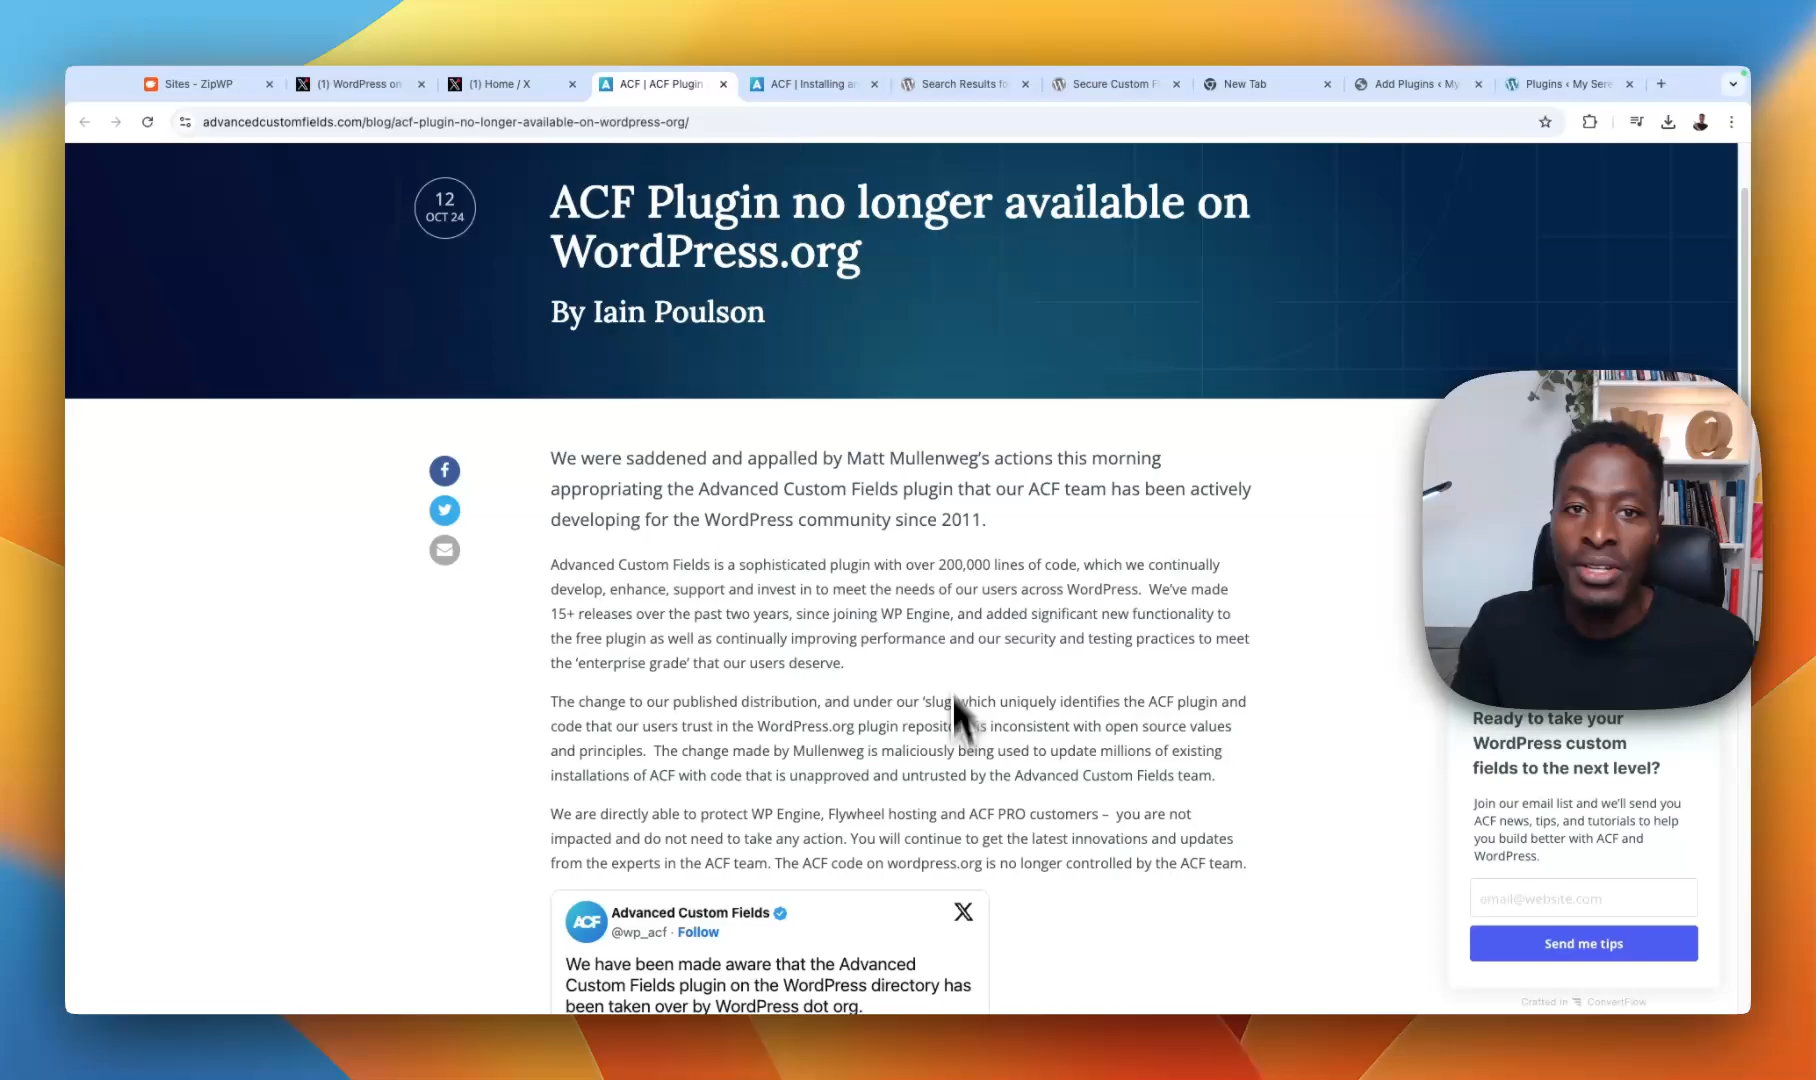 Sites - ZipWP
(1) WordPress on
(1) Home / X
ACF | ACF Plugin
ACF | Installing an
Search Results fo
Secure Custom Fi
New Tab
Add Plugins ‹ My
Plugins ‹ My Sere
advancedcustomfields.com/blog/acf-plugin-no-longer-available-on-wordpress-org/
12
OCT 24
ACF Plugin no longer available on
WordPress.org
By Iain Poulson
We were saddened and appalled by Matt Mullenweg’s actions this morning
appropriating the Advanced Custom Fields plugin that our ACF team has been actively
developing for the WordPress community since 2011.
Advanced Custom Fields is a sophisticated plugin with over 200,000 lines of code, which we continually
develop, enhance, support and invest in to meet the needs of our users across WordPress. We’ve made
15+ releases over the past two years, since joining WP Engine, and added significant new functionality to
the free plugin as well as continually improving performance and our security and testing practices to meet
the ‘enterprise grade’ that our users deserve.
The change to our published distribution, and under our ‘slug which uniquely identifies the ACF plugin and
code that our users trust in the WordPress.org plugin reposito is inconsistent with open source values
and principles. The change made by Mullenweg is maliciously being used to update millions of existing
installations of ACF with code that is unapproved and untrusted by the Advanced Custom Fields team.
We are directly able to protect WP Engine, Flywheel hosting and ACF PRO customers – you are not
impacted and do not need to take any action. You will continue to get the latest innovations and updates
from the experts in the ACF team. The ACF code on wordpress.org is no longer controlled by the ACF team.
ACF
Advanced Custom Fields
@wp_acf · Follow
We have been made aware that the Advanced
Custom Fields plugin on the WordPress directory has
been taken over by WordPress dot org.
Ready to take your
WordPress custom
fields to the next level?
Join our email list and we’ll send you
ACF news, tips, and tutorials to help
you build better with ACF and
WordPress.
email@website.com
Send me tips
Crafted in ConvertFlow